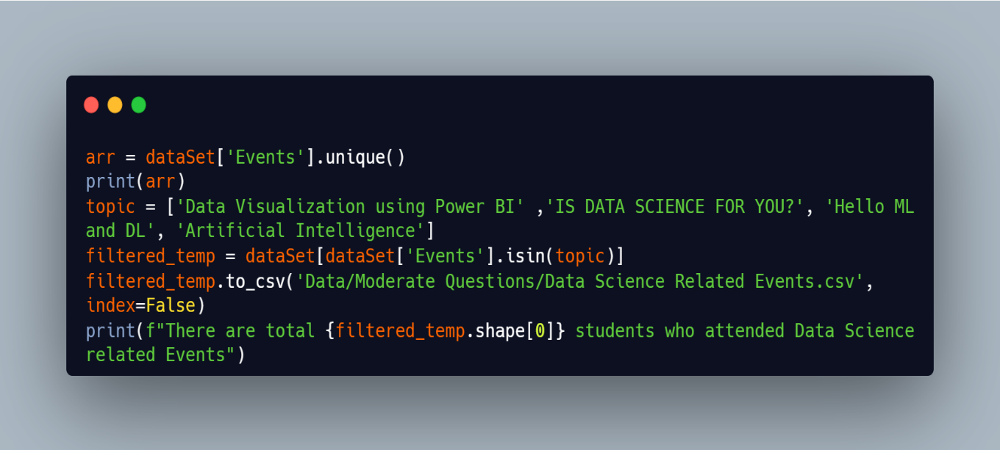 arr = dataSet['Events'].unique()
print(arr)
topic = ['Data Visualization using Power BI' ,'IS DATA SCIENCE FOR YOU?', 'Hello ML
and DL', 'Artificial Intelligence']
filtered_temp = dataSet[dataSet['Events'].isin(topic)]
filtered_temp.to_csv('Data/Moderate Questions/Data Science Related Events.csv',
index=False)
print(f"There are total {filtered_temp.shape[0]} students who attended Data Science
related Events")